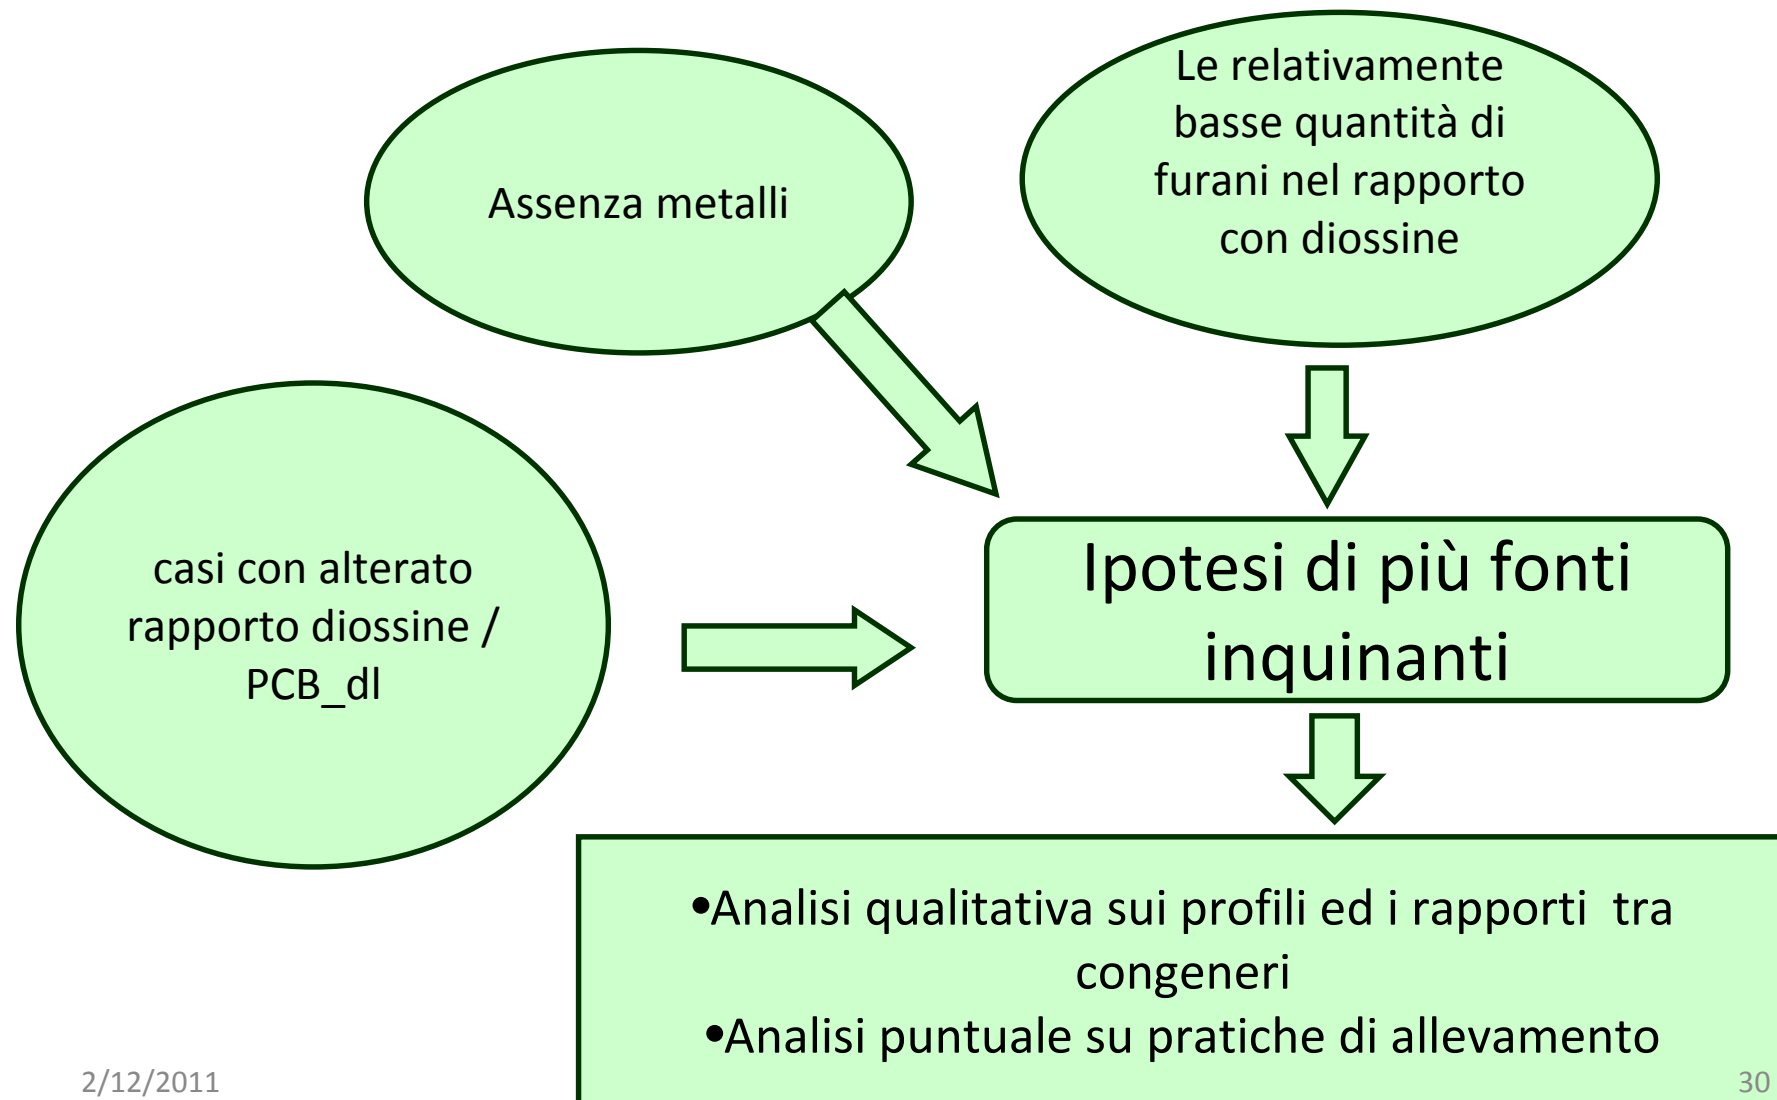 Assenza metalli
Le relativamente
basse quantità di
furani nel rapporto
con diossine
casi con alterato
rapporto diossine /
PCB_dl
Ipotesi di più fonti
inquinanti
•Analisi qualitativa sui profili ed i rapporti tra
congeneri
•Analisi puntuale su pratiche di allevamento
2/12/2011
30